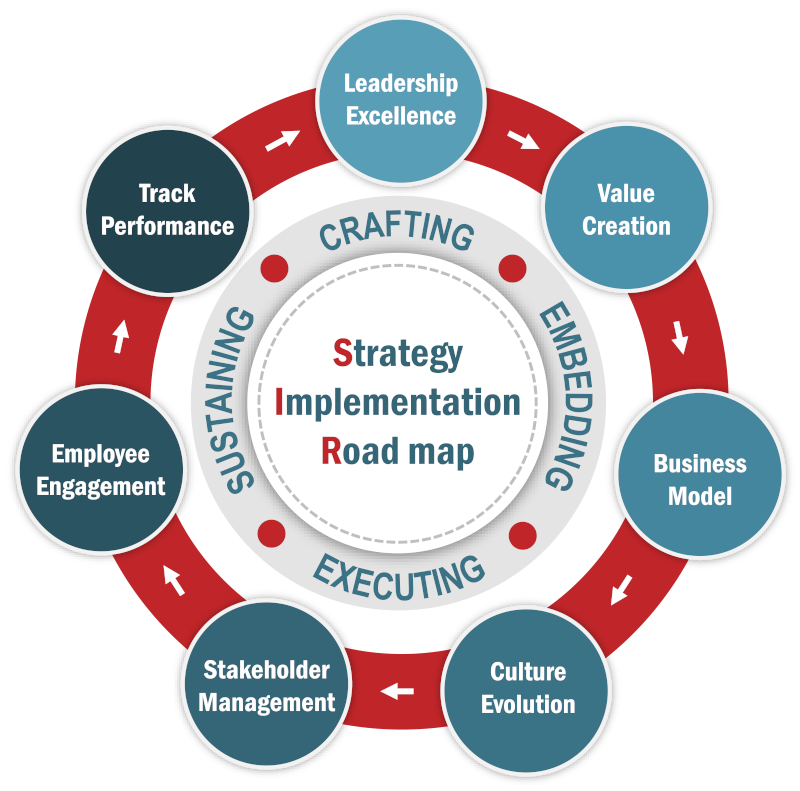 Leadership
Excellence
Value
Creation
Business
Model
Culture
Evolution
Stakeholder
Management
Employee
Engagement
Track
Performance
CRAFTING
EMBEDDING
EXECUTING
SUSTAINING
Strategy
Implementation
Road map